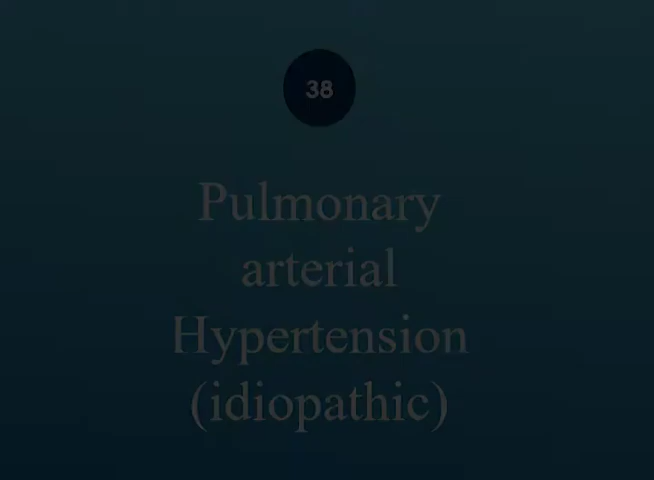 38
Pulmonary
arterial
Hypertension
(idiopathic)